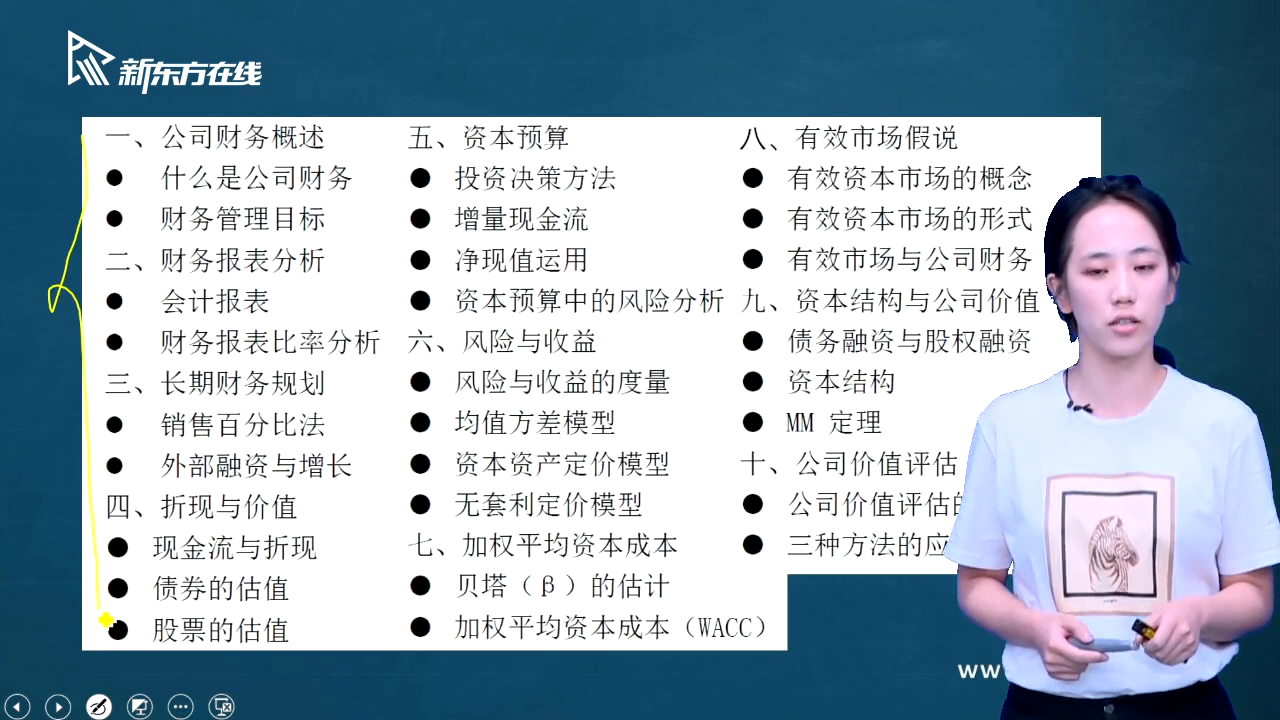 新东方在线
一、公司财务概述
● 什么是公司财务
● 财务管理目标
二、财务报表分析
● 会计报表
● 财务报表比率分析
三、长期财务规划
● 销售百分比法
● 外部融资与增长
四、折现与价值
● 现金流与折现
● 债券的估值
● 股票的估值
五、资本预算
● 投资决策方法
● 增量现金流
● 净现值运用
● 资本预算中的风险分析
六、风险与收益
● 风险与收益的度量
● 均值方差模型
● 资本资产定价模型
● 无套利定价模型
七、加权平均资本成本
● 贝塔（β）的估计
● 加权平均资本成本（WACC）
八、有效市场假说
● 有效资本市场的概念
● 有效资本市场的形式
● 有效市场与公司财务
九、资本结构与公司价值
● 债务融资与股权融资
● 资本结构
● MM 定理
十、公司价值评估
● 公司价值评估的
● 三种方法的应
ww